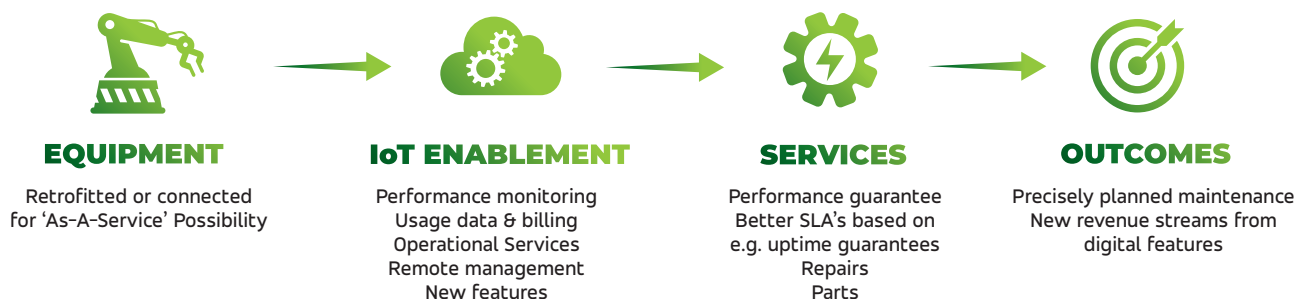 EQUIPMENT
Retrofitted or connected
for ‘As-A-Service’ Possibility
IoT ENABLEMENT
Performance monitoring
Usage data & billing
Operational Services
Remote management
New features
SERVICES
Performance guarantee
Better SLA's based on
e.g. uptime guarantees
Repairs
Parts
OUTCOMES
Precisely planned maintenance
New revenue streams from
digital features